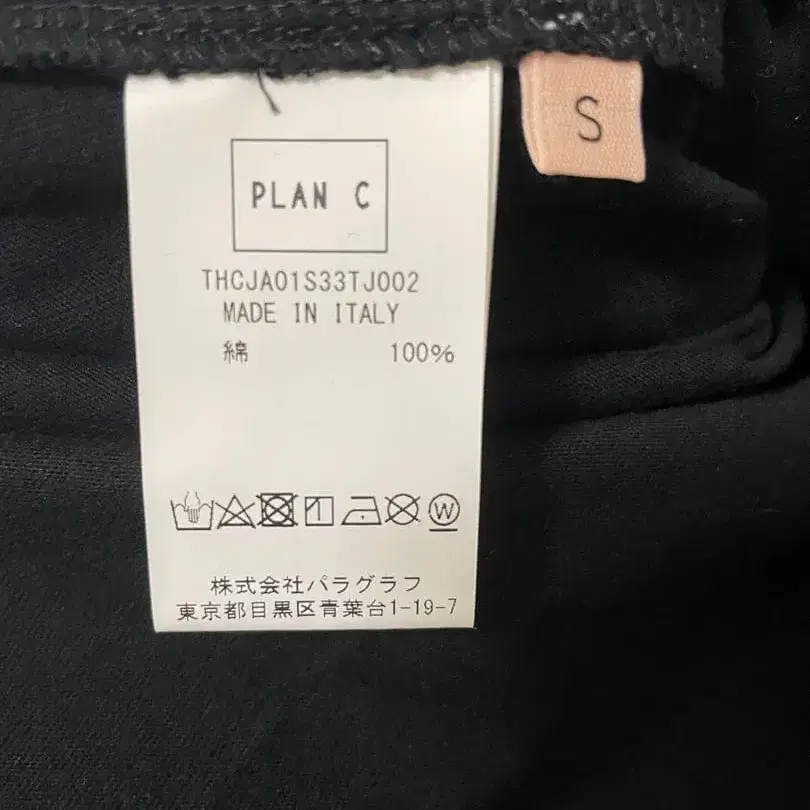 S
PLAN C
THCJA01S33TJ002
MADE IN ITALY
綿 100%
W
株式会社パラグラフ
東京都目黒区青葉台1-19-7